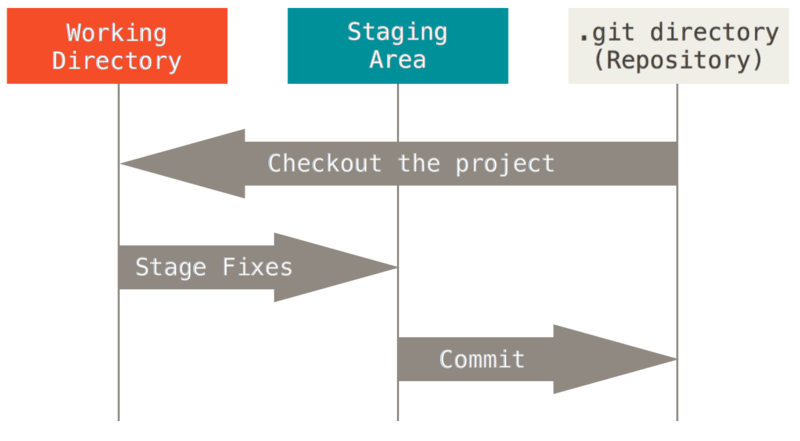 Working
Directory
Staging
Area
.git directory
(Repository)
Checkout the project
Stage Fixes
Commit